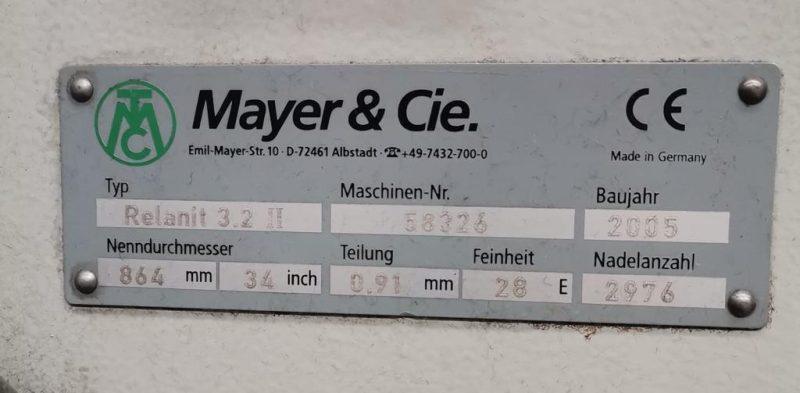 TMC
Mayer & Cie.
CE
Emil-Mayer-Str. 10 · D-72461 Albstadt · ☎ +49-7432-700-0
Made in Germany
Typ Maschinen-Nr. Baujahr
Relanit 3.2 II 58326 2005
Nenndurchmesser Teilung Feinheit Nadelanzahl
864 mm 34 inch 0.91 mm 28 E 2976